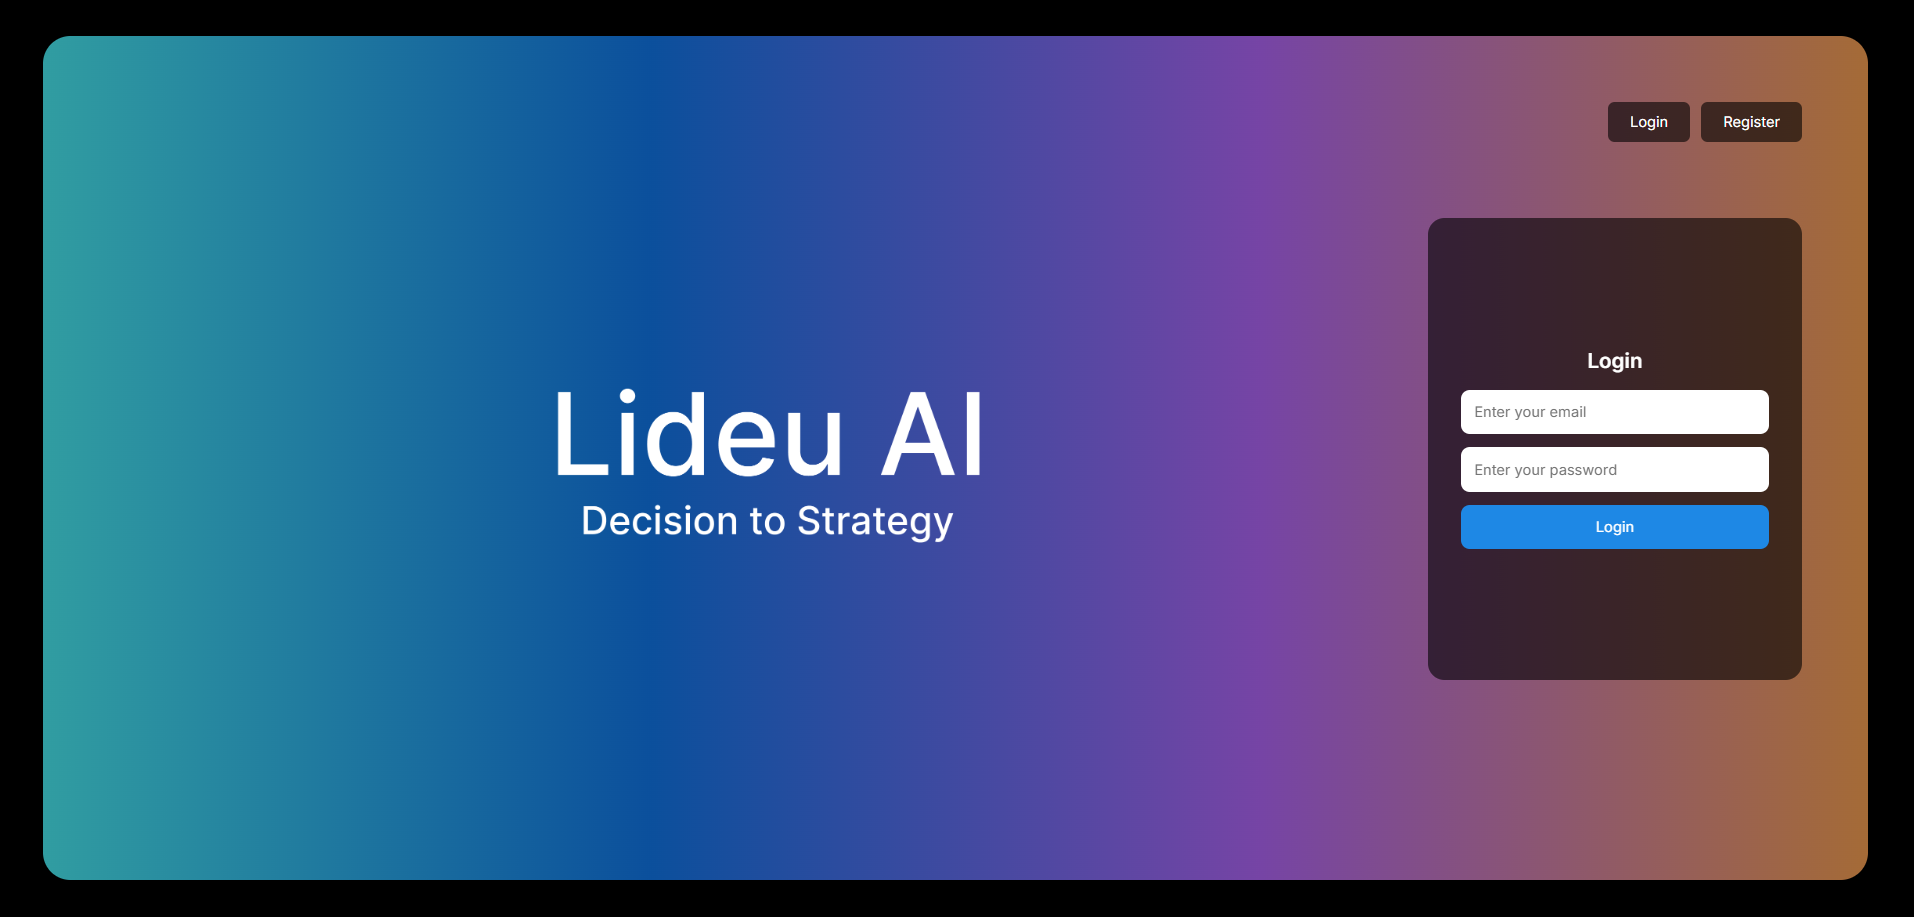 Login
Register
Lideu AI
Decision to Strategy
Login
Enter your email
Enter your password
Login